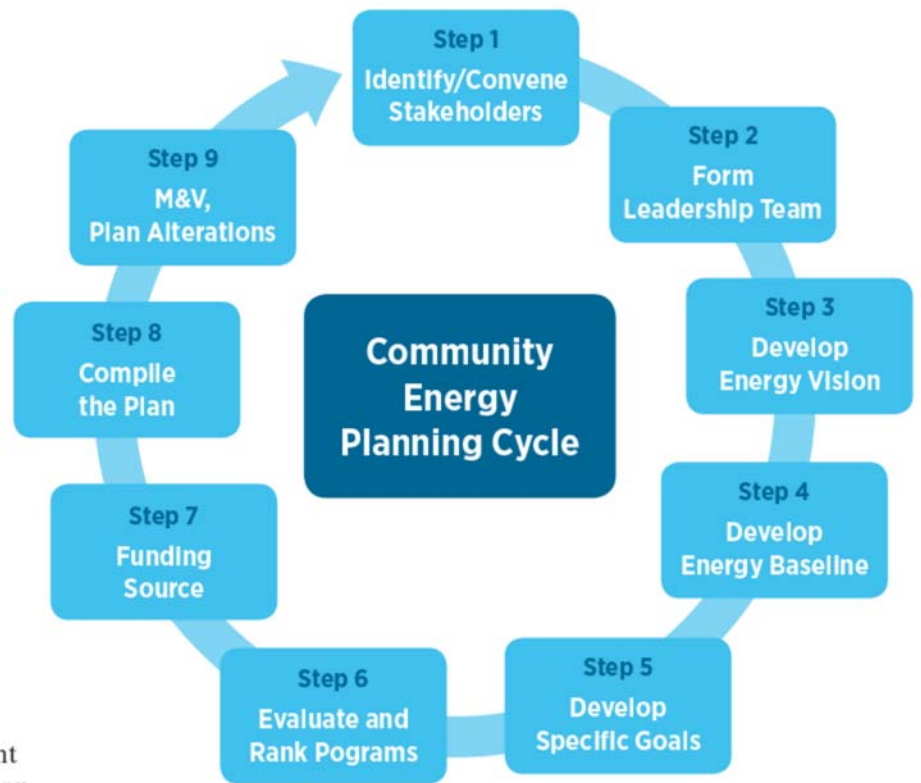 Step 1
Identify/Convene
Stakeholders
Step 2
Form
Leadership Team
Step 3
Develop
Energy Vision
Step 4
Develop
Energy Baseline
Step 5
Develop
Specific Goals
Step 6
Evaluate and
Rank Pograms
Step 7
Funding
Source
Step 8
Compile
the Plan
Step 9
M&V,
Plan Alterations
Community
Energy
Planning Cycle
nt